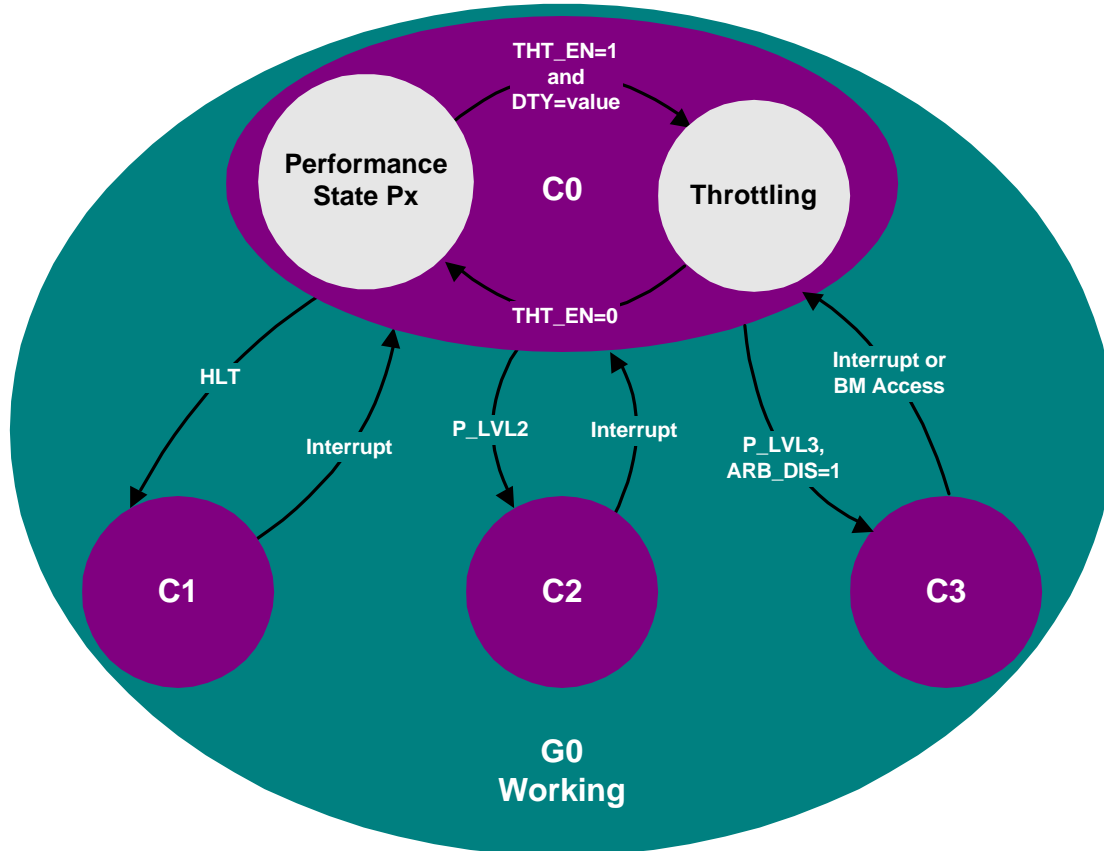 THT_EN=1
and
DTY=value
Performance
State Px
C0
Throttling
THT_EN=0
HLT
Interrupt
P_LVL2
Interrupt
P_LVL3,
ARB_DIS=1
Interrupt or
BM Access
C1
C2
C3
G0
Working